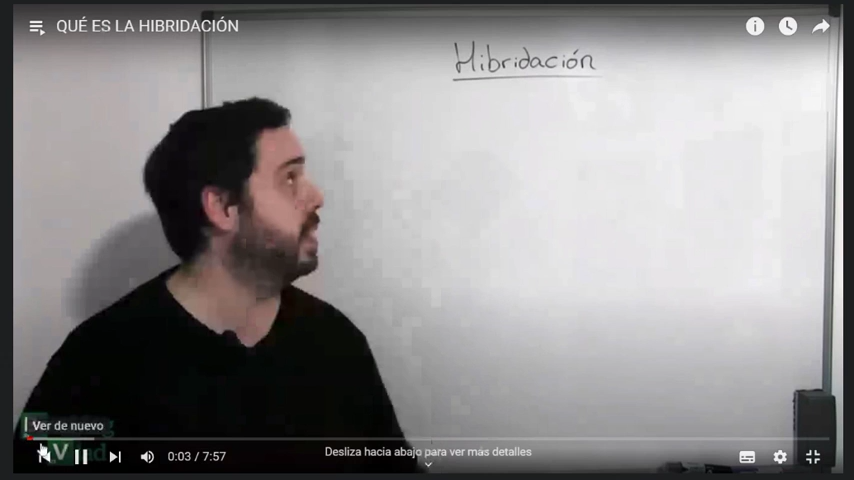 QUÉ ES LA HIBRIDACIÓN
Hibridación
Ver de nuevo
0:03 / 7:57
Desliza hacia abajo para ver más detalles